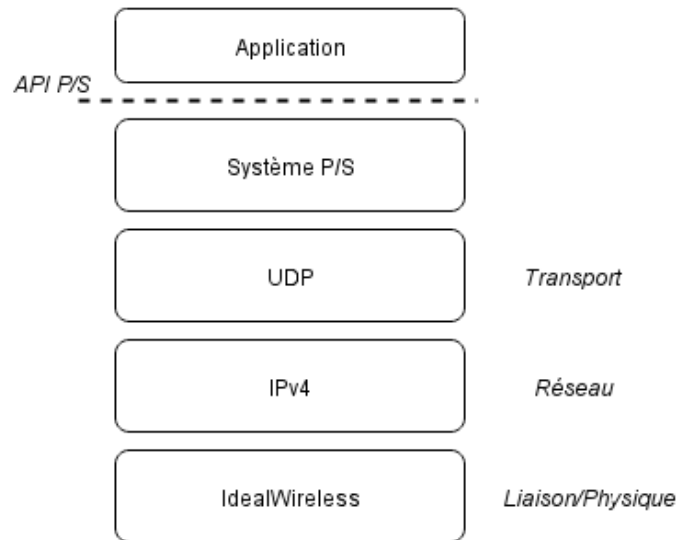 Application
API P/S
Système P/S
UDP
Transport
IPv4
Réseau
IdealWireless
Liaison/Physique